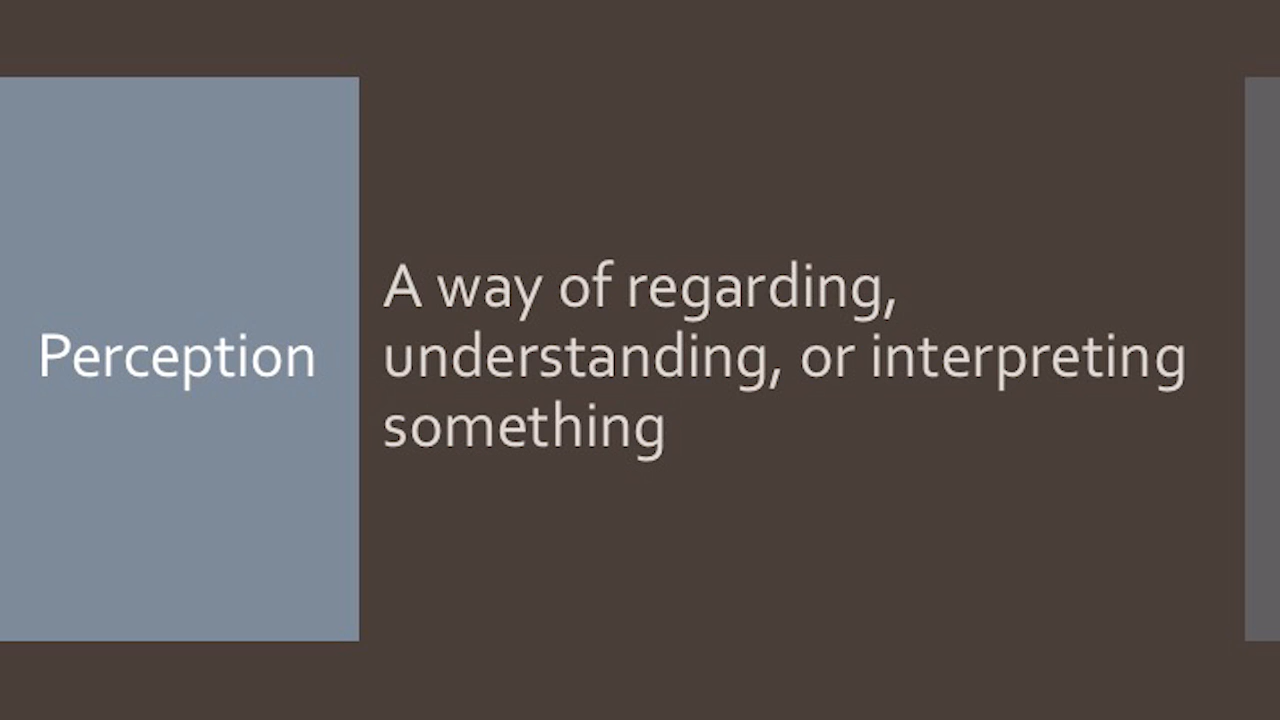 Perception
A way of regarding,
understanding, or interpreting
something